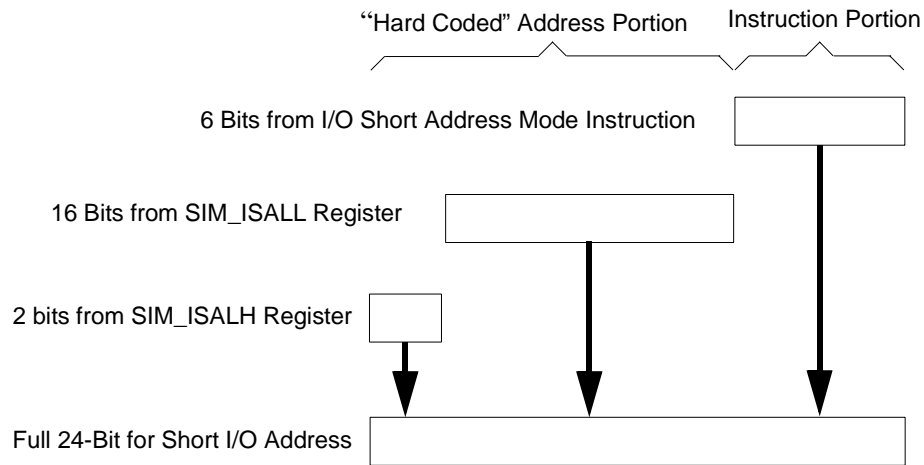 “Hard Coded” Address Portion
Instruction Portion
6 Bits from I/O Short Address Mode Instruction
16 Bits from SIM_ISALL Register
2 bits from SIM_ISALH Register
Full 24-Bit for Short I/O Address